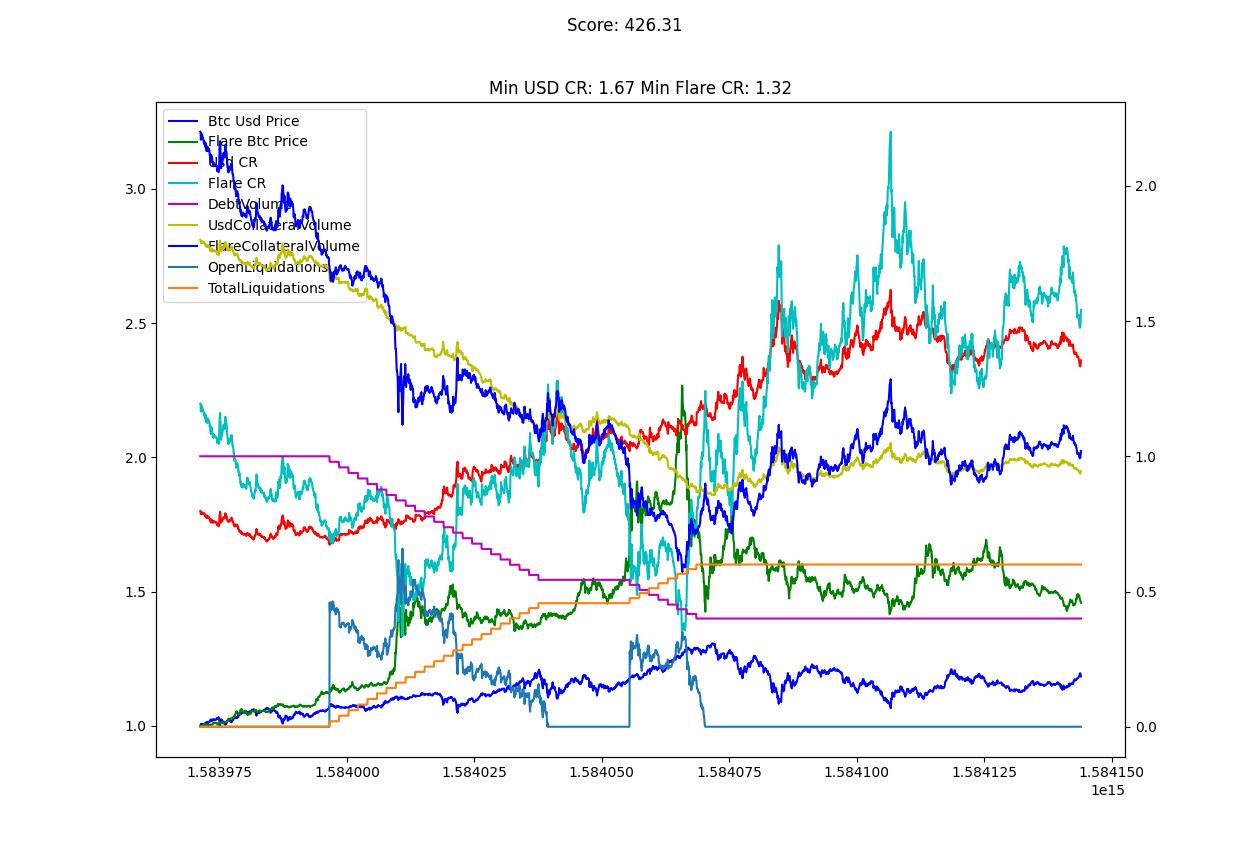 Score: 426.31
Min USD CR: 1.67 Min Flare CR: 1.32
Btc Usd Price
Flare Btc Price
Usd CR
Flare CR
DebtVolume
UsdCollateralVolume
FlareCollateralVolume
OpenLiquidations
TotalLiquidations
3.0
2.5
2.0
1.5
1.0
2.0
1.5
1.0
0.5
0.0
1.583975
1.584000
1.584025
1.584050
1.584075
1.584100
1.584125
1.584150
1e15